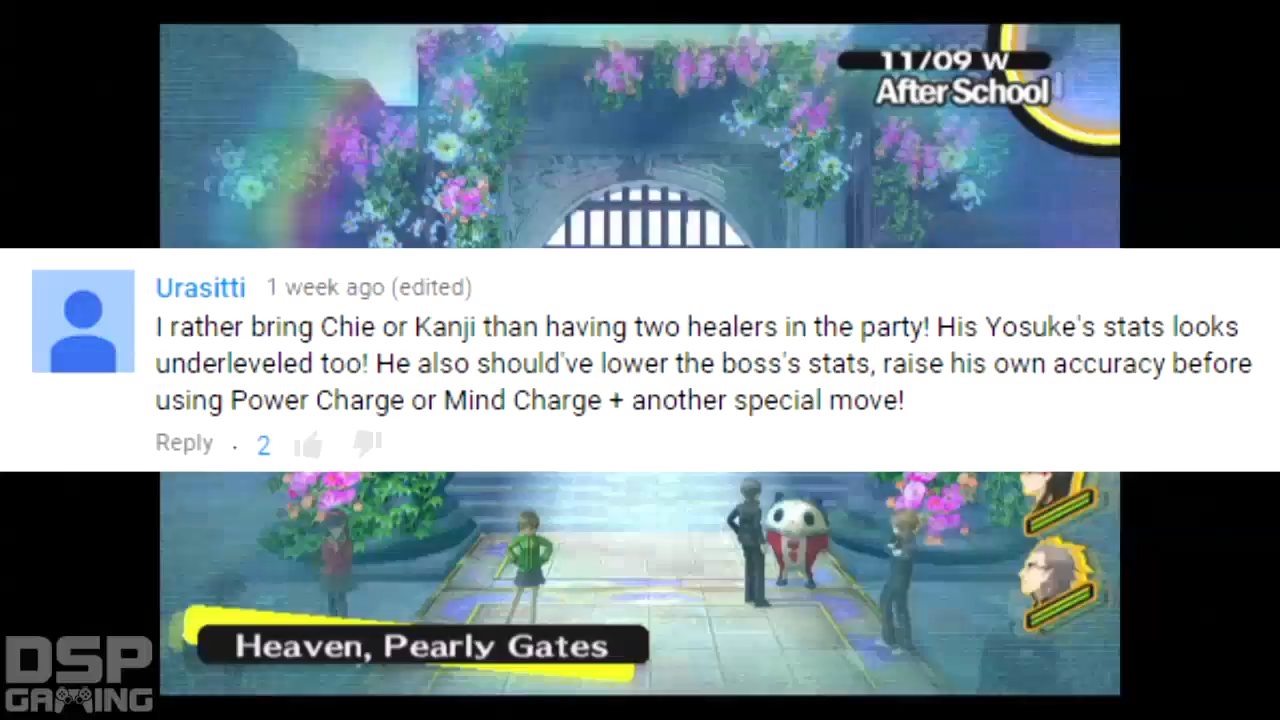 11/09 W
After School
Urasitti 1 week ago (edited)
I rather bring Chie or Kanji than having two healers in the party! His Yosuke's stats looks
underleveled too! He also should've lower the boss's stats, raise his own accuracy before
using Power Charge or Mind Charge + another special move!
Reply · 2
Heaven, Pearly Gates
DSP
GAMING